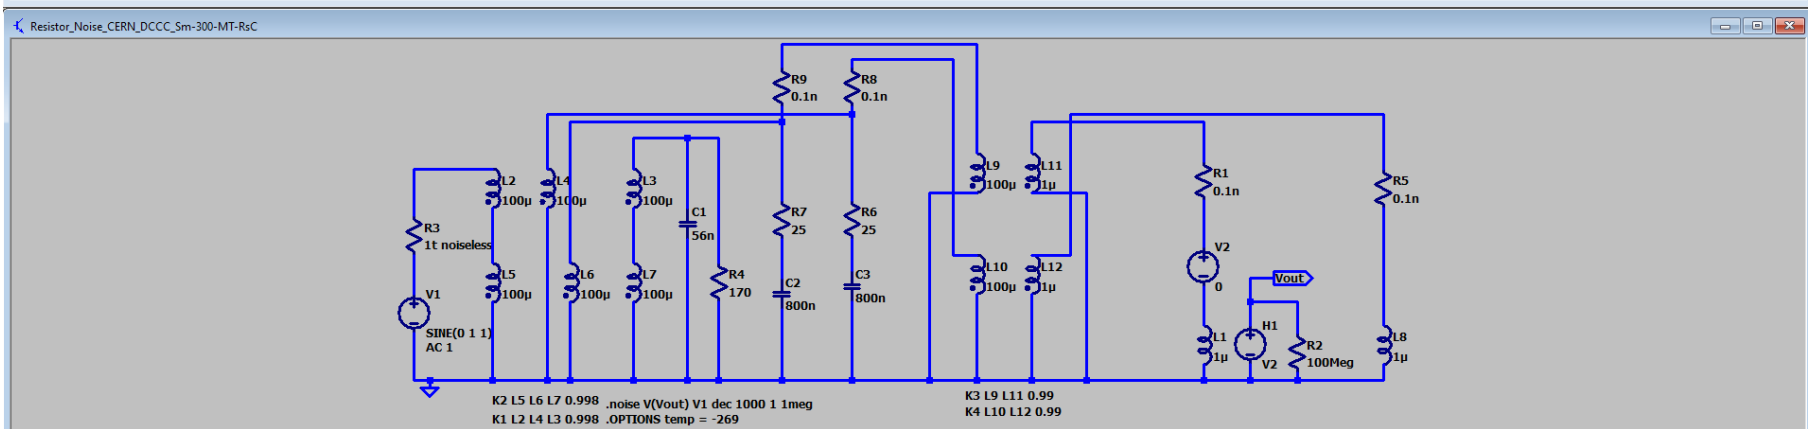 Resistor_Noise_CERN_DCCC_Sm-300-MT-RsC
R9
0.1n
R8
0.1n
L2
100µ
L4
100µ
L3
100µ
L9
100µ
L11
1µ
R1
0.1n
R5
0.1n
R3
1t noiseless
C1
56n
R7
25
R6
25
L5
100µ
L6
100µ
L7
100µ
R4
170
C2
800n
C3
800n
L10
100µ
L12
1µ
V2
0
Vout
V1
SINE(0 1 1)
AC 1
L1
1µ
H1
V2
R2
100Meg
L8
1µ
K2 L5 L6 L7 0.998
.noise V(Vout) V1 dec 1000 1 1meg
K1 L2 L4 L3 0.998
.OPTIONS temp = -269
K3 L9 L11 0.99
K4 L10 L12 0.99